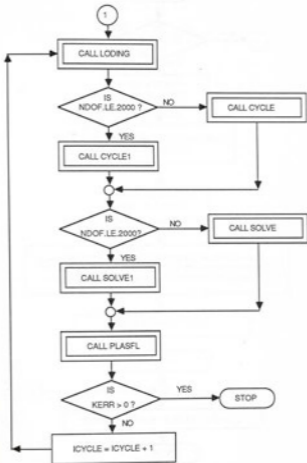 1
CALL LODING
IS
NDOF.LE.2000 ?
NO
CALL CYCLE
YES
CALL CYCLE1
IS
NDOF.LE.2000?
NO
CALL SOLVE
YES
CALL SOLVE1
CALL PLASFL
IS
KERR > 0 ?
YES
STOP
NO
ICYCLE = ICYCLE + 1